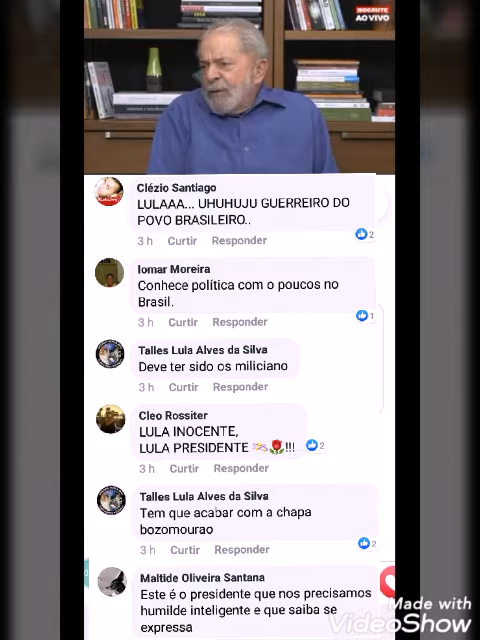 NOCAUTE
AO VIVO
Clézio Santiago
LULAAA... UHUHUJU GUERREIRO DO
POVO BRASILEIRO..
3 h Curtir Responder 2
Iomar Moreira
Conhece política com o poucos no
Brasil.
3 h Curtir Responder 1
Talles Lula Alves da Silva
Deve ter sido os miliciano
3 h Curtir Responder
Cleo Rossiter
LULA INOCENTE,
LULA PRESIDENTE !!! 2
3 h Curtir Responder
Talles Lula Alves da Silva
Tem que acabar com a chapa
bozomourao
3 h Curtir Responder 2
Maltide Oliveira Santana
Este é o presidente que nos precisamos
humilde inteligente e que saiba se
expressa
Made with
VideoShow